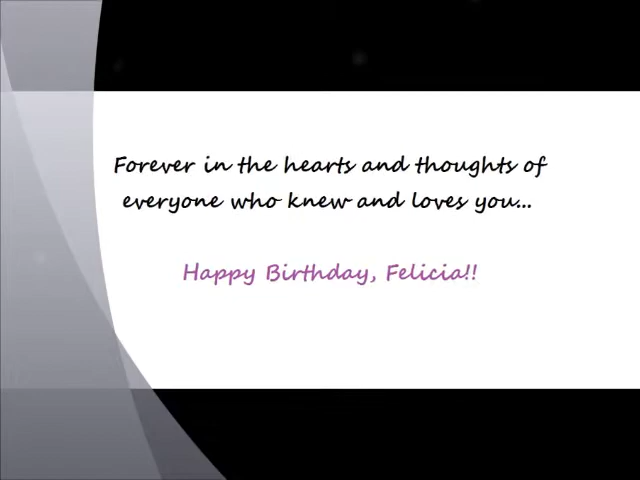 Forever in the hearts and thoughts of
everyone who knew and loves you...
Happy Birthday, Felicia!!